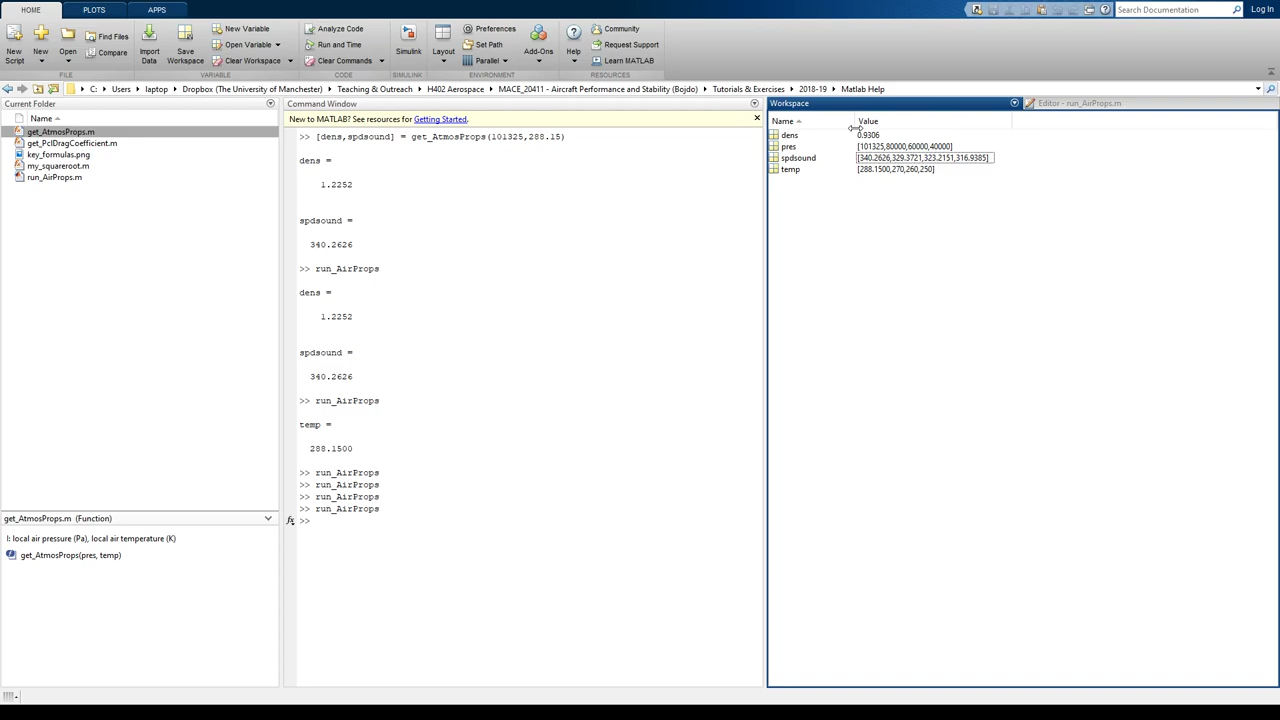 HOME PLOTS APPS
Search Documentation Log In
New Script
New
Open
Find Files
Compare
FILE
Import Data
Save Workspace
New Variable
Open Variable
Clear Workspace
VARIABLE
Analyze Code
Run and Time
Clear Commands
CODE
Simulink
SIMULINK
Layout
Preferences
Set Path
Parallel
Add-Ons
ENVIRONMENT
Help
Community
Request Support
Learn MATLAB
RESOURCES
C: Users laptop Dropbox (The University of Manchester) Teaching & Outreach H402 Aerospace MACE_20411 - Aircraft Performance and Stability (Bojdo) Tutorials & Exercises 2018-19 Matlab Help
Current Folder
Name
get_AtmosProps.m
get_PclDragCoefficient.m
key_formulas.png
my_squareroot.m
run_AirProps.m
get_AtmosProps.m (Function)
I: local air pressure (Pa), local air temperature (K)
get_AtmosProps(pres, temp)
Command Window
New to MATLAB? See resources for Getting Started.
>> [dens,spdsound] = get_AtmosProps(101325,288.15)
dens =
1.2252
spdsound =
340.2626
>> run_AirProps
dens =
1.2252
spdsound =
340.2626
>> run_AirProps
temp =
288.1500
>> run_AirProps
>> run_AirProps
>> run_AirProps
>> run_AirProps
fx >>
Workspace
Editor - run_AirProps.m
Name Value
dens 0.9306
pres [101325,80000,60000,40000]
spdsound [340.2626,329.3721,323.2151,316.9385]
temp [288.1500,270,260,250]